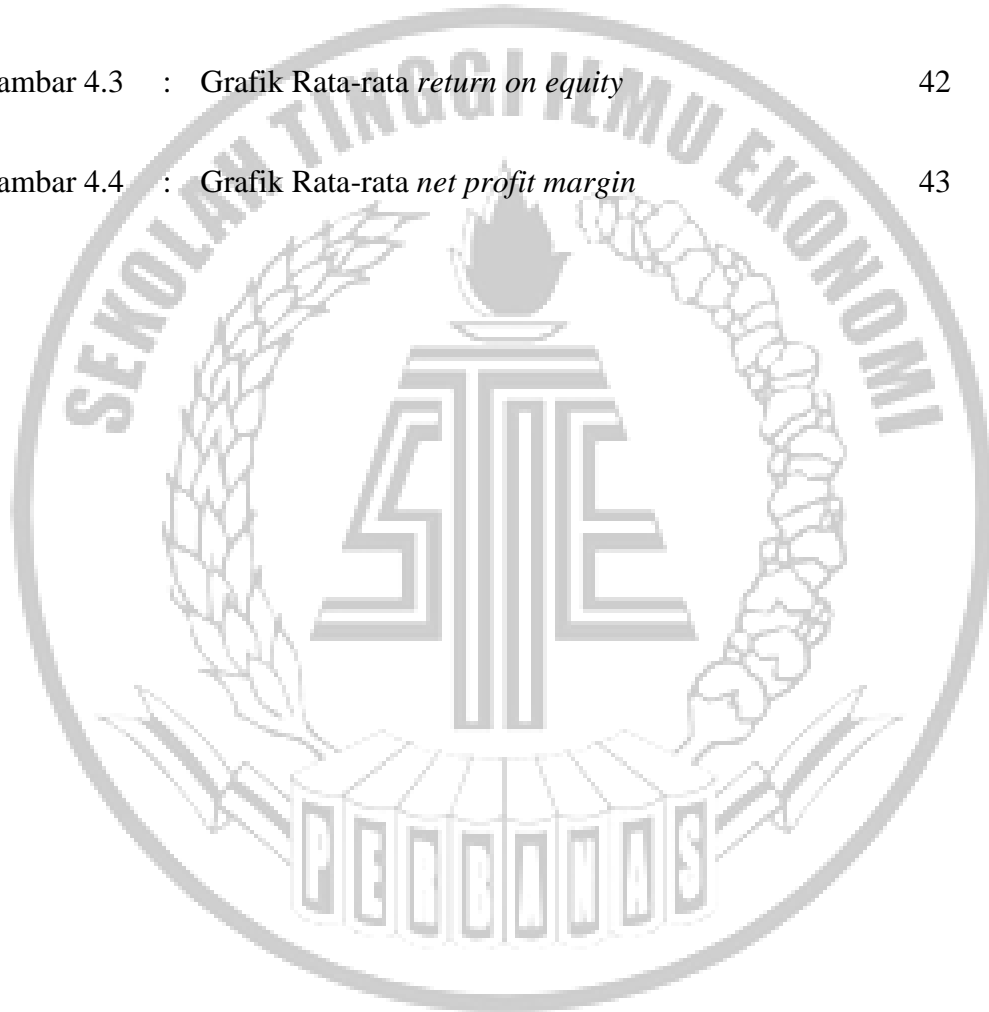 ambar 4.3 : Grafik Rata-rata return on equity 42
ambar 4.4 : Grafik Rata-rata net profit margin 43
SEKOLAH TINGGI ILMU EKONOMI
STIE
PERBANAS